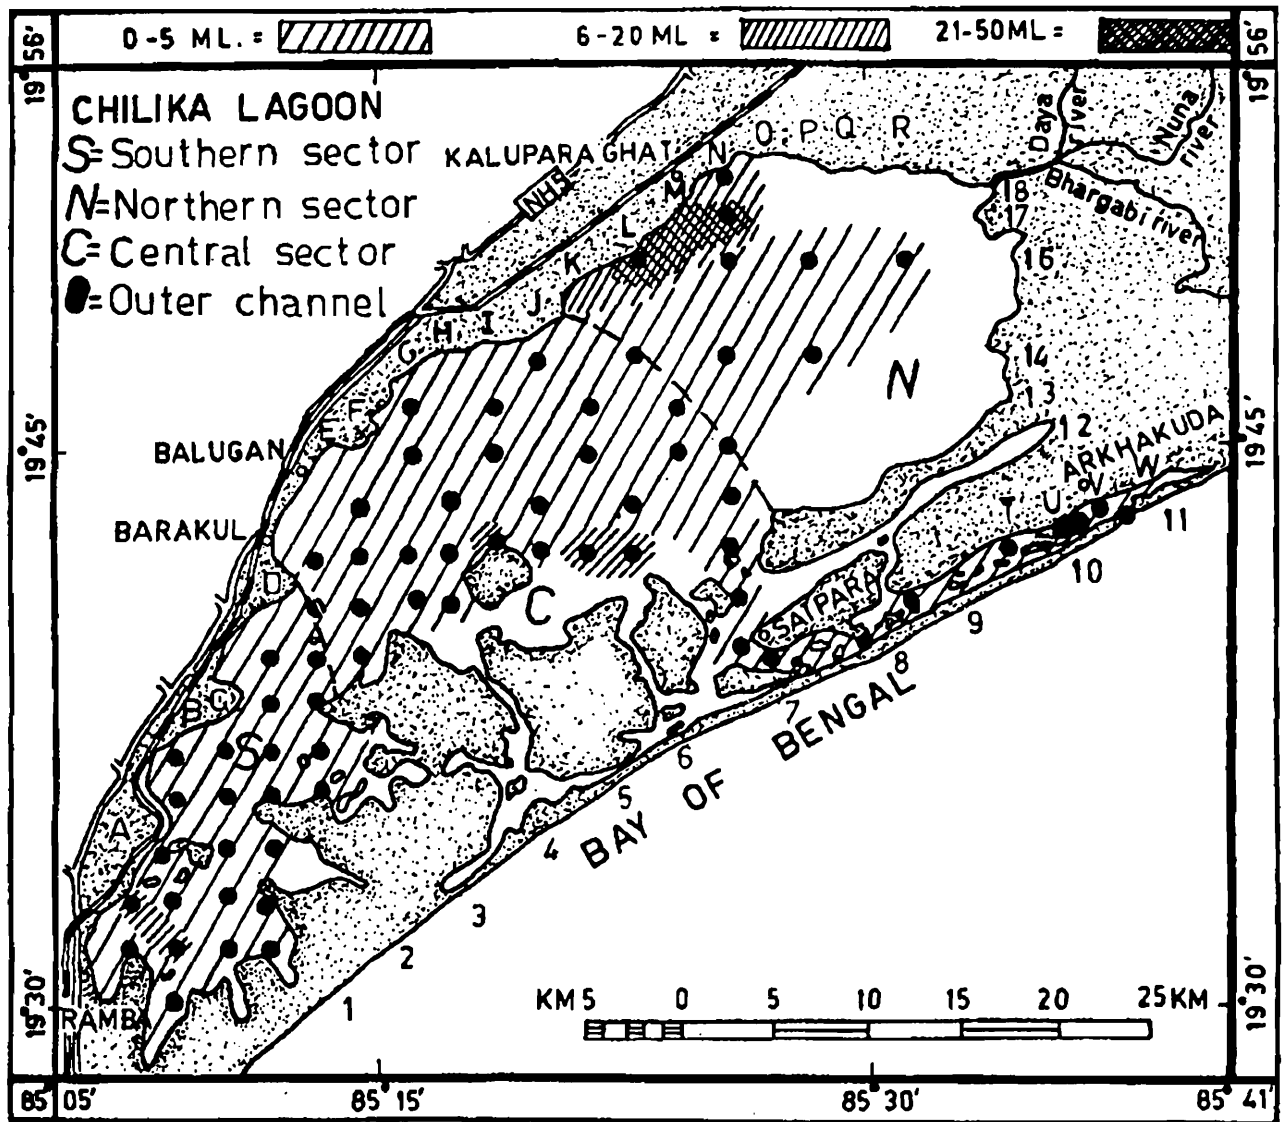 0-5 ML. =
6-20 ML =
21-50ML=
19°56'
19°56'
CHILIKA LAGOON
S=Southern sector
N=Northern sector
C=Central sector
=Outer channel
KALUPARA GHAT
NH5
Daya river
Nuna river
Bhargabi river
N O P Q R
M
L
K
J
I
H
G
F
E
D
C
B
A
18
17
16
14
13
12
N
19°45'
19°45'
BALUGAN
BARAKUL
ARKHAKUDA
T U V W
C
S
SATPARA
11
10
9
8
7
6
5
4
3
2
1
BAY OF BENGAL
RAMBA
19°30'
19°30'
KM 5 0 5 10 15 20 25 KM
85°05'
85°15'
85°30'
85°41'